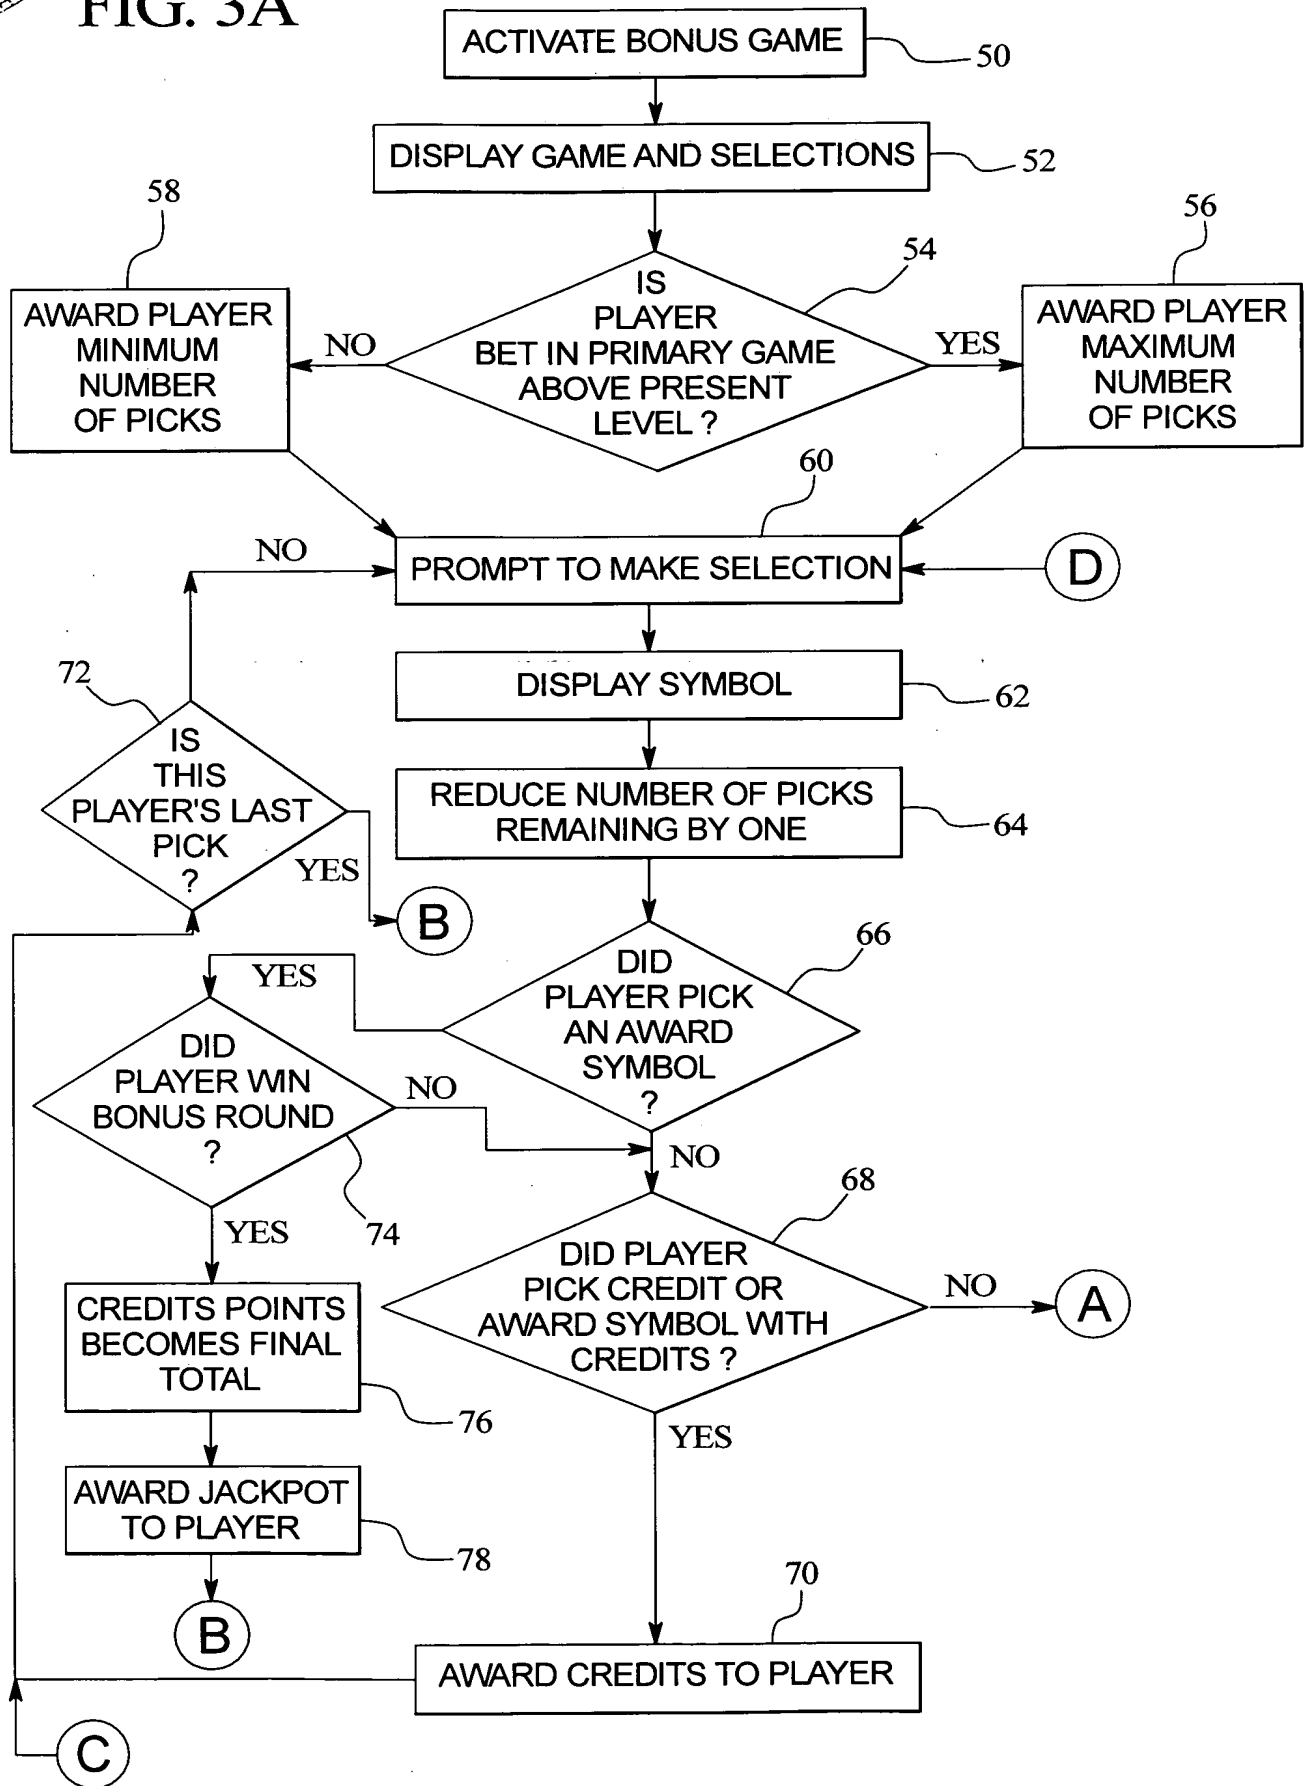 FIG. 3A
ACTIVATE BONUS GAME
50
DISPLAY GAME AND SELECTIONS
52
58
56
54
IS
PLAYER
BET IN PRIMARY GAME
ABOVE PRESENT
LEVEL ?
NO
YES
AWARD PLAYER
MINIMUM
NUMBER
OF PICKS
AWARD PLAYER
MAXIMUM
NUMBER
OF PICKS
60
NO
PROMPT TO MAKE SELECTION
D
72
DISPLAY SYMBOL
62
IS
THIS
PLAYER'S LAST
PICK
?
YES
B
REDUCE NUMBER OF PICKS
REMAINING BY ONE
64
66
YES
DID
PLAYER PICK
AN AWARD
SYMBOL
?
NO
DID
PLAYER WIN
BONUS ROUND
?
NO
74
YES
68
DID PLAYER
PICK CREDIT OR
AWARD SYMBOL WITH
CREDITS ?
NO
A
YES
CREDITS POINTS
BECOMES FINAL
TOTAL
76
AWARD JACKPOT
TO PLAYER
78
B
70
AWARD CREDITS TO PLAYER
C